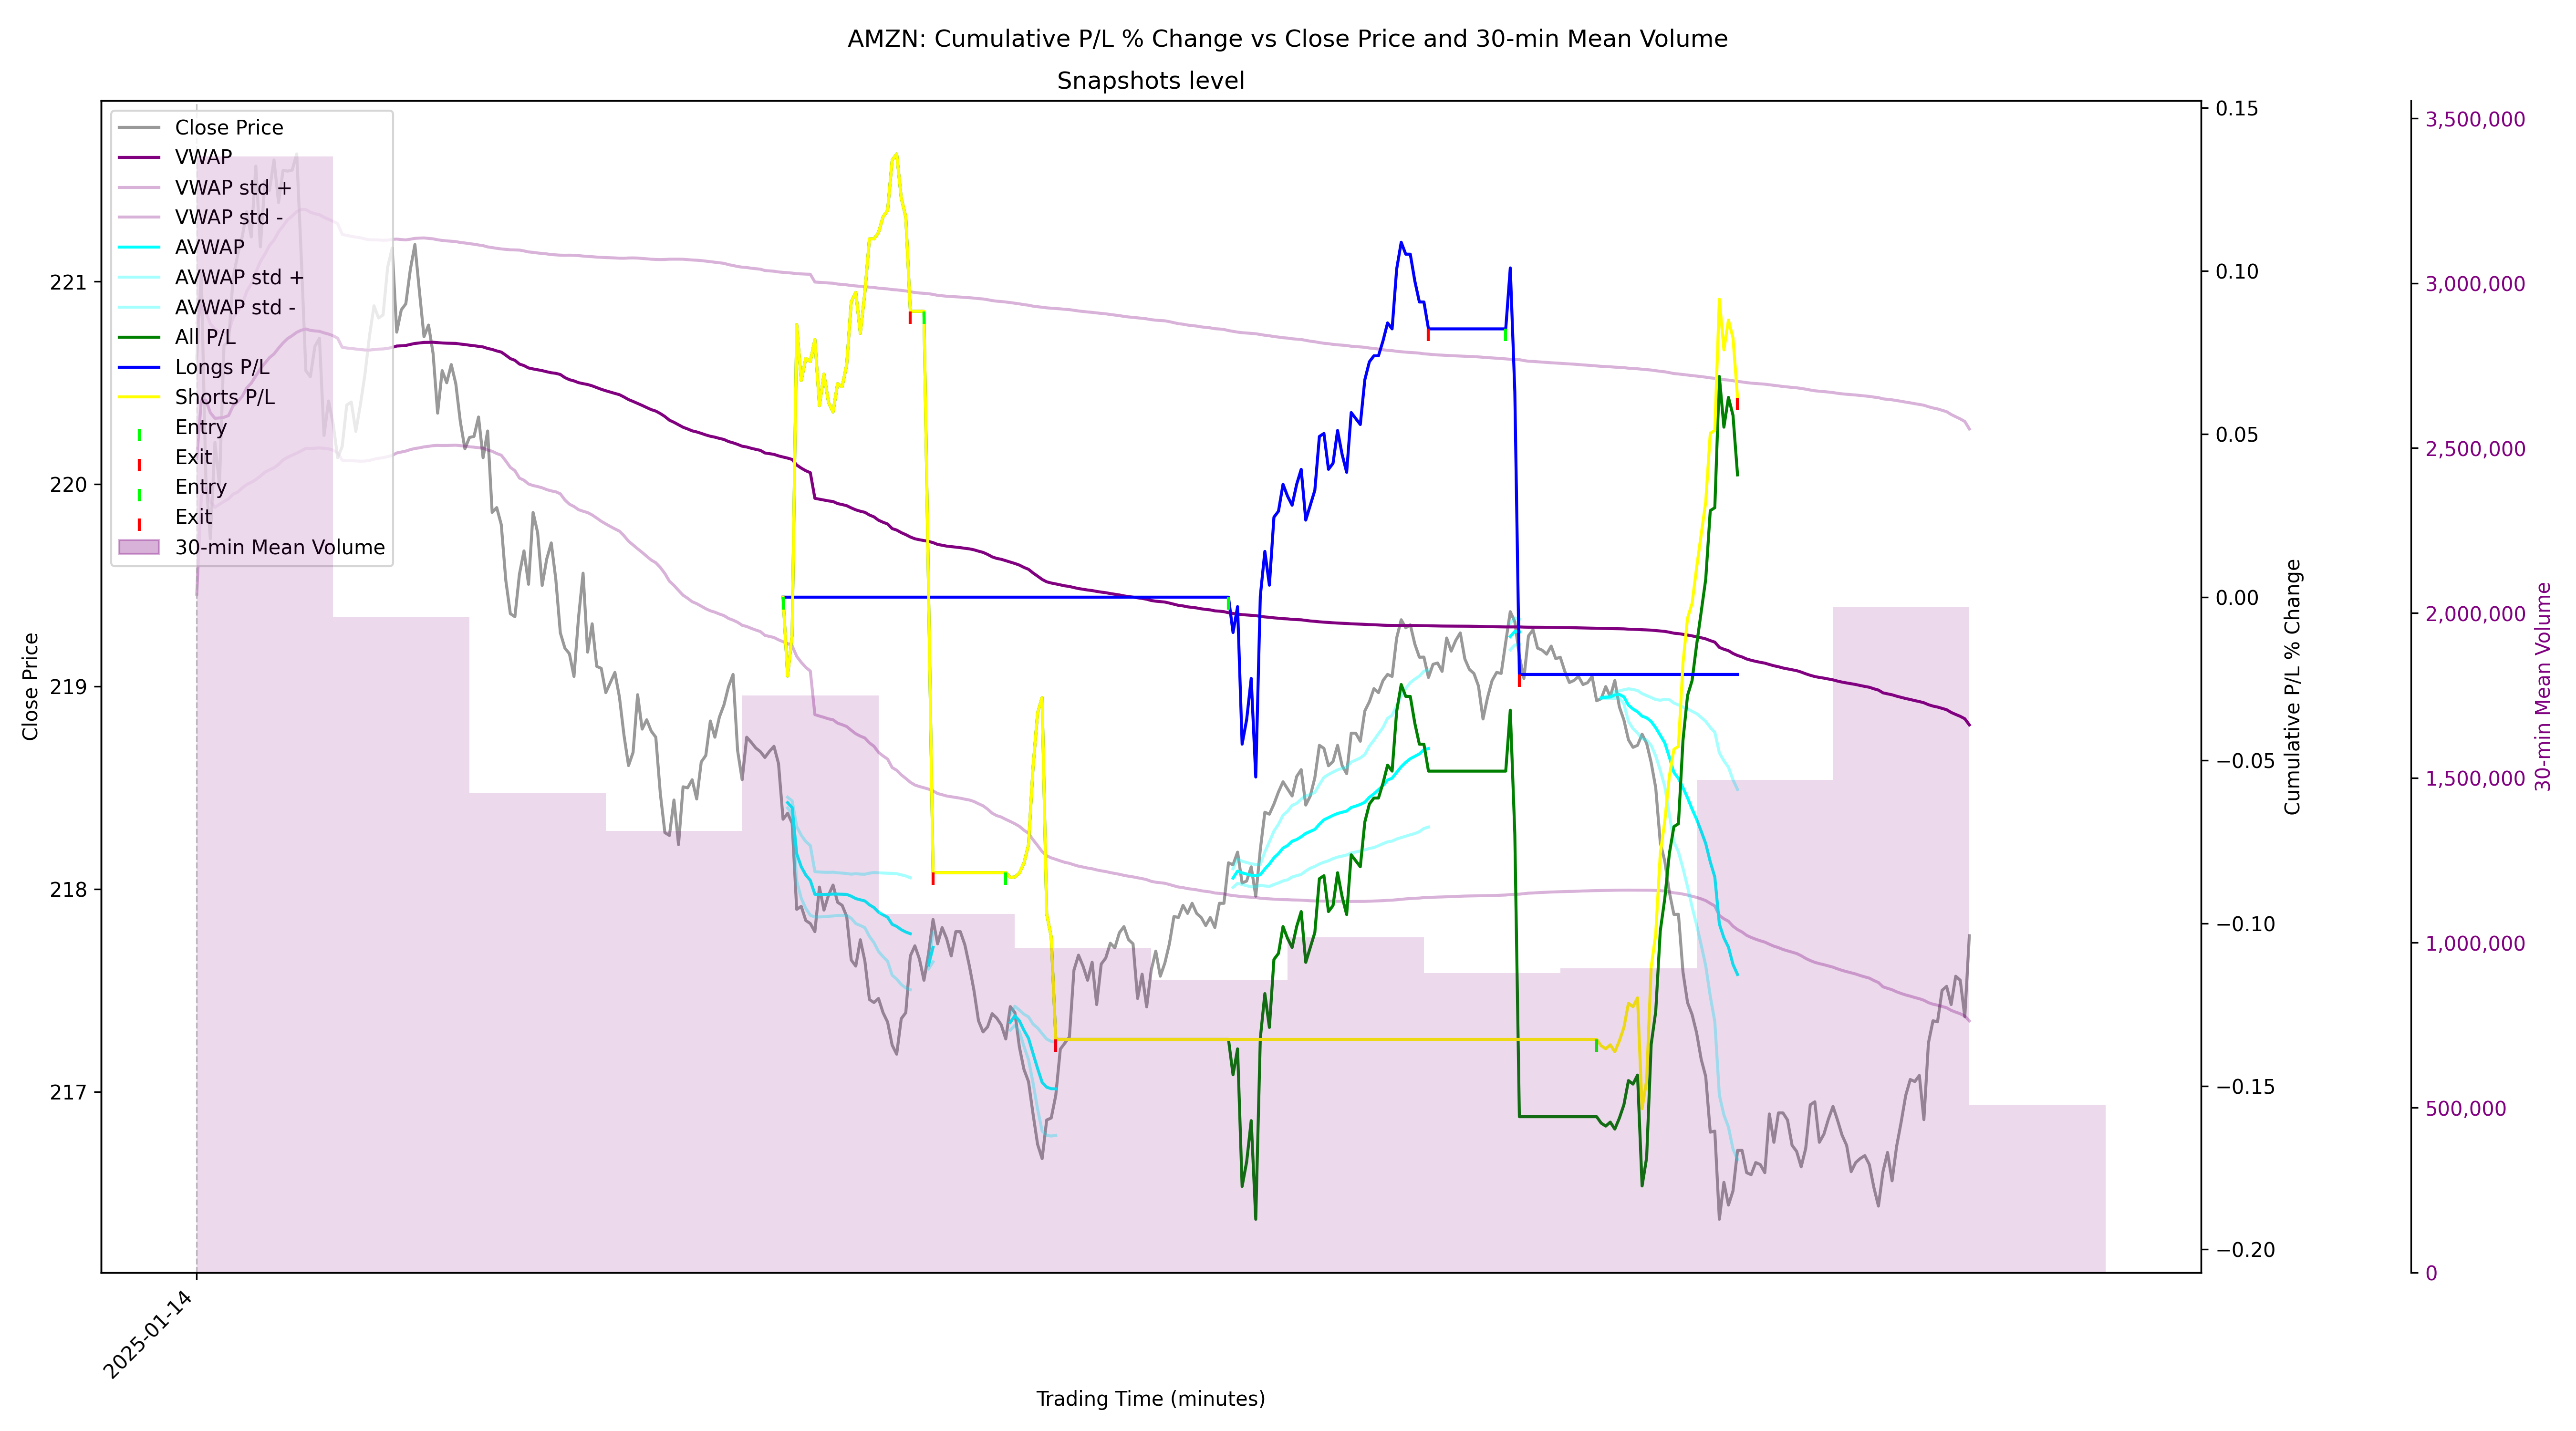 AMZN: Cumulative P/L % Change vs Close Price and 30-min Mean Volume
Snapshots level
Close Price
VWAP
VWAP std +
VWAP std -
AVWAP
AVWAP std +
AVWAP std -
All P/L
Longs P/L
Shorts P/L
Entry
Exit
Entry
Exit
30-min Mean Volume
221
220
219
218
217
Close Price
0.15
0.10
0.05
0.00
−0.05
−0.10
−0.15
−0.20
Cumulative P/L % Change
3,500,000
3,000,000
2,500,000
2,000,000
1,500,000
1,000,000
500,000
0
30-min Mean Volume
2025-01-14
Trading Time (minutes)